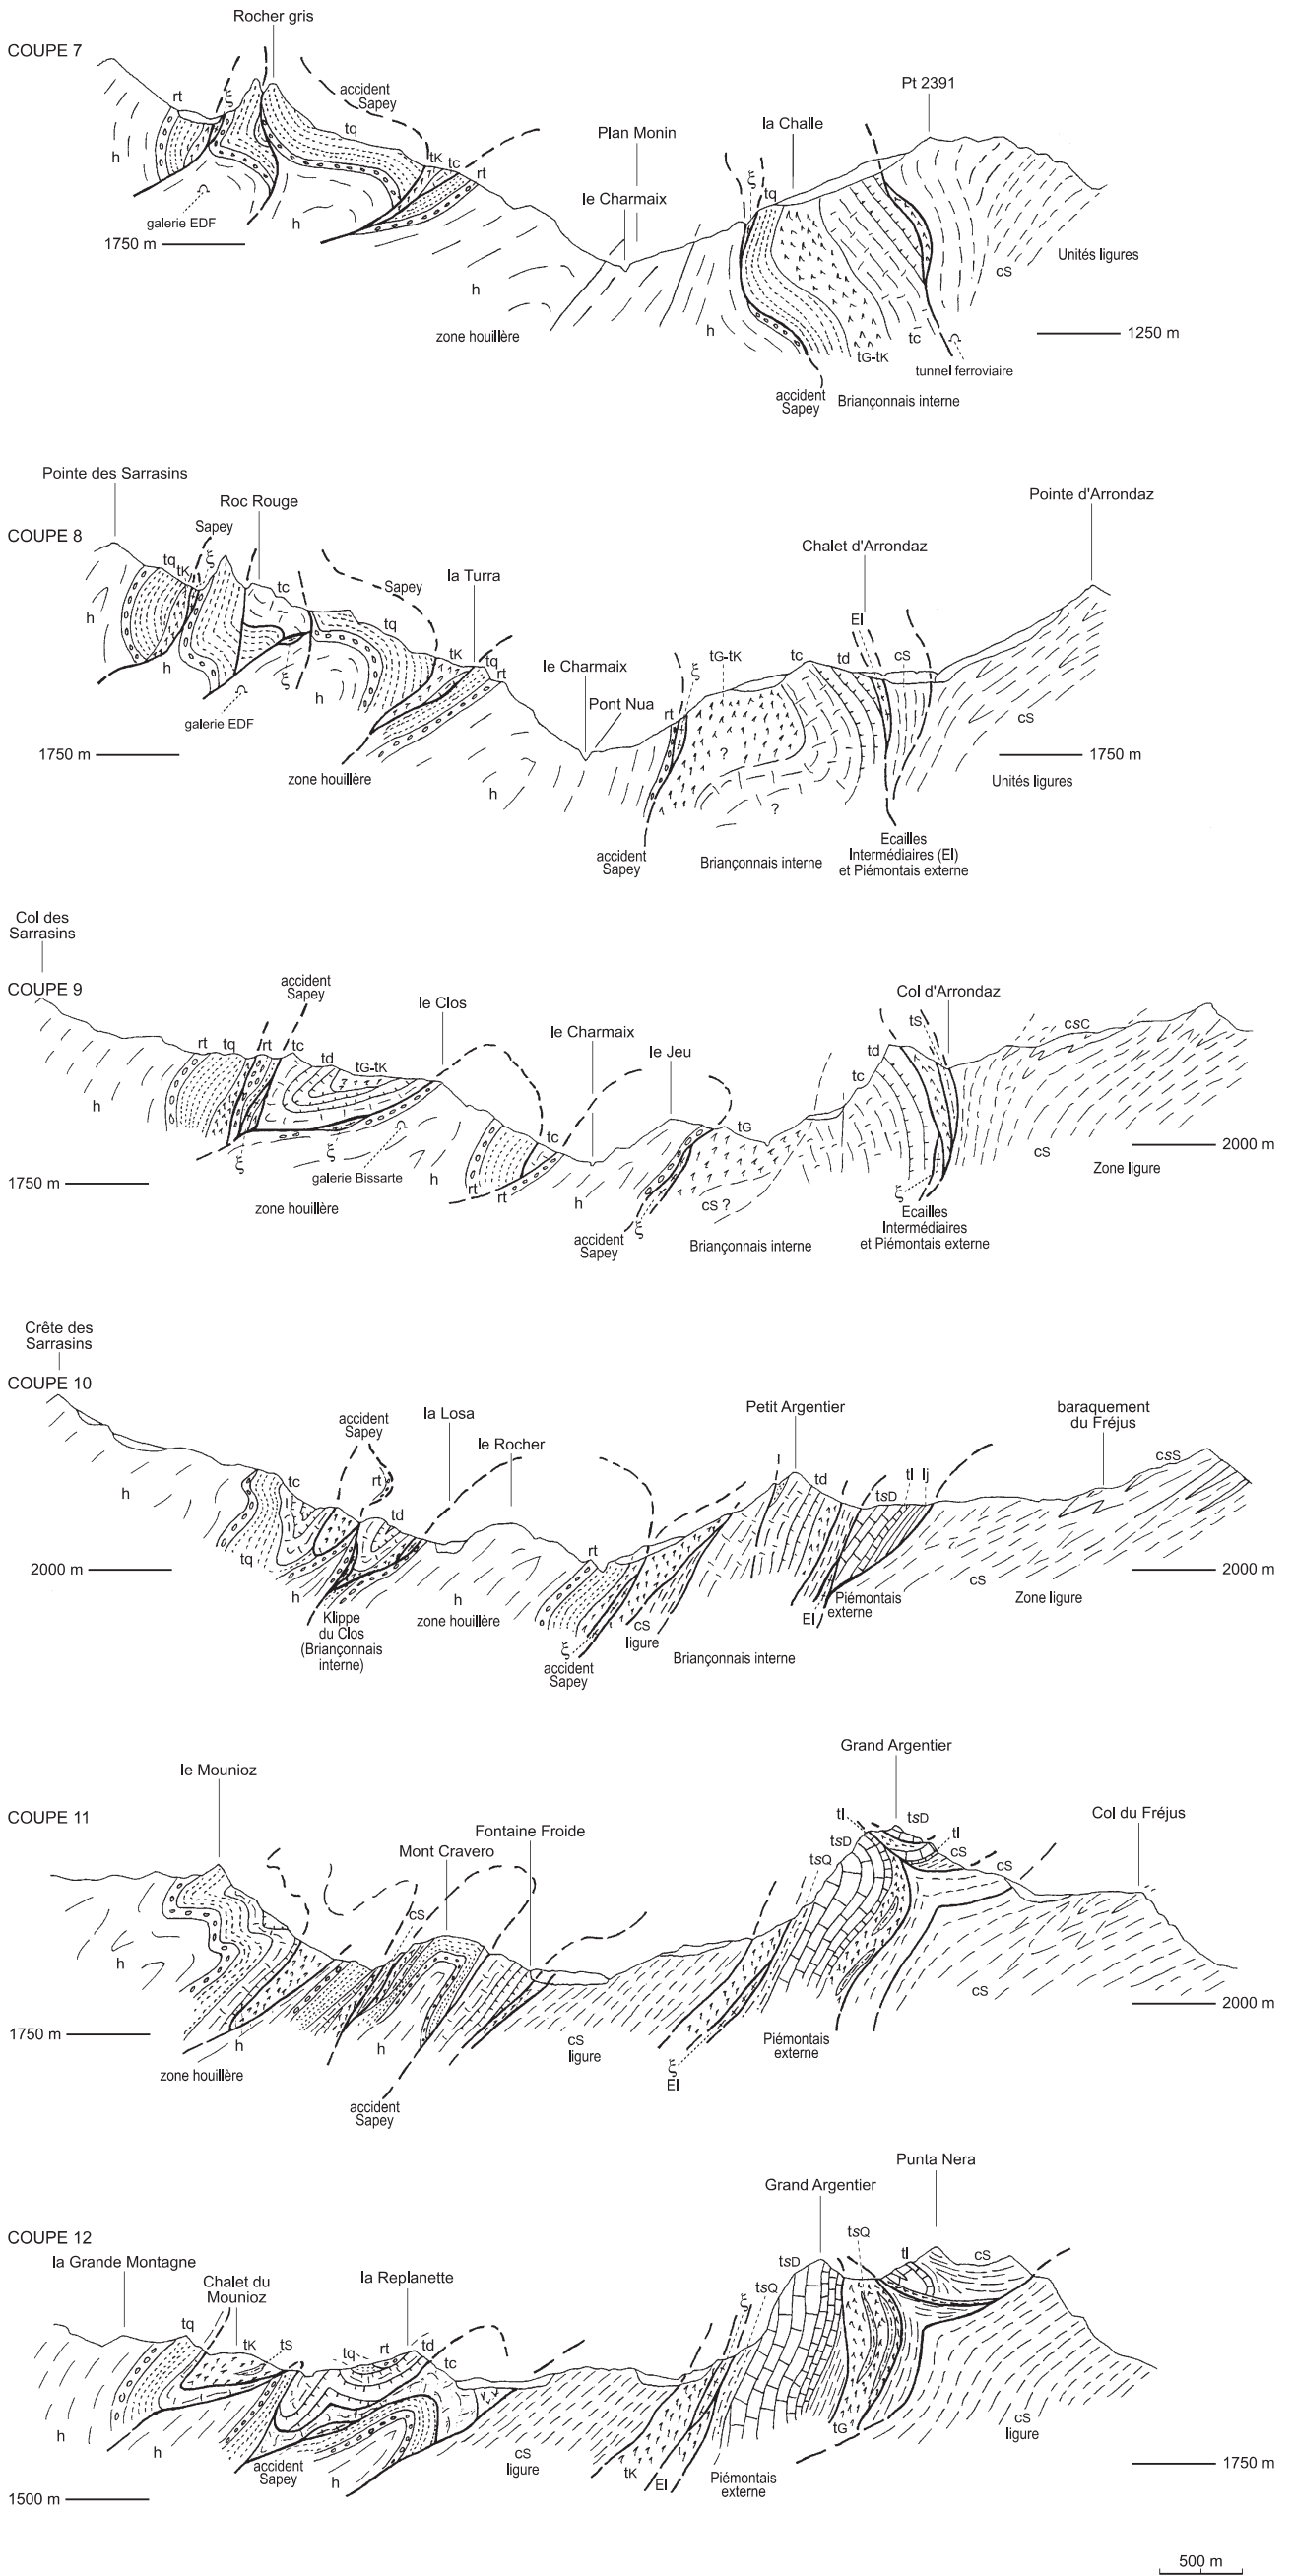 Rocher gris
COUPE 7
rt
ξ
accident
Sapey
tq
Pt 2391
Plan Monin
la Challe
h
tK
tc
rt
ξ
tq
le Charmaix
galerie EDF
h
1750 m
h
cS
Unités ligures
zone houillère
h
tc
1250 m
tG-tK
tunnel ferroviaire
accident
Sapey
Briançonnais interne
Pointe des Sarrasins
Pointe d'Arrondaz
Roc Rouge
Sapey
COUPE 8
Chalet d'Arrondaz
tq
tK
ξ
la Turra
tc
Sapey
EI
h
tq
tK
tq
rt
le Charmaix
tG-tK
ξ
tc
td
cS
h
ξ
h
Pont Nua
rt
cS
galerie EDF
?
1750 m
1750 m
zone houillère
h
?
Unités ligures
accident
Sapey
Briançonnais interne
Ecailles
Intermédiaires (EI)
et Piémontais externe
Col des
Sarrasins
COUPE 9
accident
Sapey
le Clos
Col d'Arrondaz
le Charmaix
tS
csC
rt
tq
rt
tc
td
tG-tK
le Jeu
td
tc
h
tc
tG
cS
2000 m
ξ
ξ
galerie Bissarte
h
Zone ligure
1750 m
rt
rt
h
cS ?
ξ
zone houillère
ξ
accident
Sapey
Briançonnais interne
Ecailles
Intermédiaires
et Piémontais externe
Crête des
Sarrasins
COUPE 10
accident
Sapey
la Losa
le Rocher
Petit Argentier
baraquement
du Fréjus
csS
h
tc
rt
td
l
td
tsD
tl
lj
tq
rt
2000 m
2000 m
cS
h
h
zone houillère
Piémontais
externe
Zone ligure
Klippe
du Clos
(Briançonnais
interne)
cS
ligure
EI
ξ
accident
Sapey
Briançonnais interne
Grand Argentier
le Mounioz
COUPE 11
Fontaine Froide
Mont Cravero
Col du Fréjus
tl
tsD
tl
tsD
tsQ
cS
cS
cS
h
cS
2000 m
1750 m
h
h
cS
ligure
Piémontais
externe
zone houillère
ξ
EI
accident
Sapey
Punta Nera
Grand Argentier
COUPE 12
tsQ
la Grande Montagne
Chalet du
Mounioz
la Replanette
tsD
tl
cS
tsQ
ξ
tq
tK
tS
tq
rt
td
tc
h
h
cS
ligure
tG
cS
ligure
accident
Sapey
h
tK
EI
Piémontais
externe
1750 m
1500 m
500 m